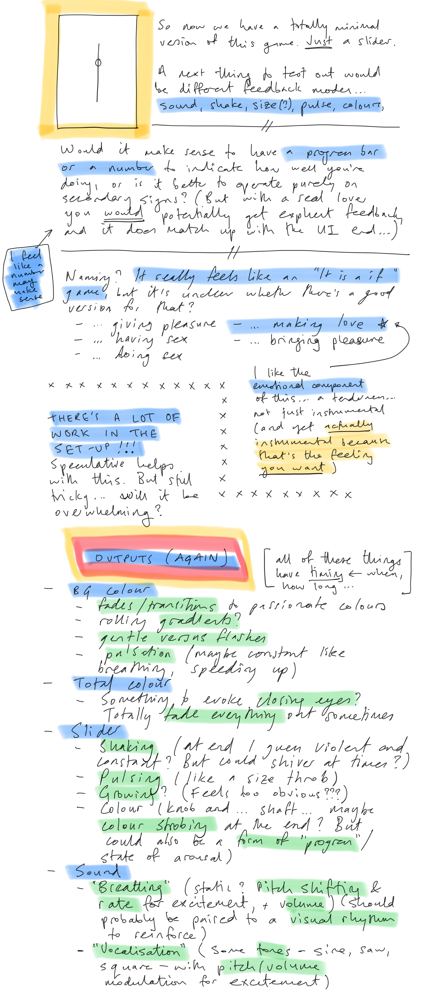 So now we have a totally minimal
version of this game. Just a slider.
A next thing to test out would
be different feedback modes...
sound, shake, size(?), pulse, colours,
//
Would it make sense to have a progress bar
or a number to indicate how well you're
doing, or is it better to operate purely on
secondary signs? (But with a real lover
you would potentially get explicit feedback,
and it does match up with the UI end...)
//
I feel
like a
number
may
make
sense
Naming? It really feels like an "It is as if"
game, but it's unclear whether there's a good
version for that?
- ... giving pleasure
- ... having sex
- ... doing sex
- ... making love
- ... bringing pleasure
I like the
emotional component
of this... a tenderness...
not just instrumental
(and yet actually
instrumental because
that's the feeling
you want)
x x x x x x x x x x x x
x
x
x
x
x
x
x x x x x x x x x
THERE'S A LOT OF
WORK IN THE
SET-UP!!!
Speculative helps
with this. But still
tricky... will it be
overwhelming?
OUTPUTS (AGAIN)
[all of these things
have timing ← when,
how long...]
- BG colour
- fades/transitions to passionate colours
- rolling gradients?
- gentle versus flashes
- pulsation (maybe constant like
breathing, speeding up)
- Total colour
- Something to evoke closing eyes?
Totally fade everything out sometimes
- Slider
- Shaking (at end I guess violent and
constant? But could shiver at times?)
- Pulsing (like a size throb)
- Growing? (Feels too obvious???)
- Colour (knob and... shaft... maybe
colour strobing at the end? But
could also be a form of "progress"/
state of arousal)
- Sound
- "Breathing" (static? Pitch shifting &
rate for excitement, + volume) (should
probably be paired to a visual rhythm
to reinforce)
- "Vocalisation" (Some tones - sine, saw,
square - with pitch/volume
modulation for excitement)